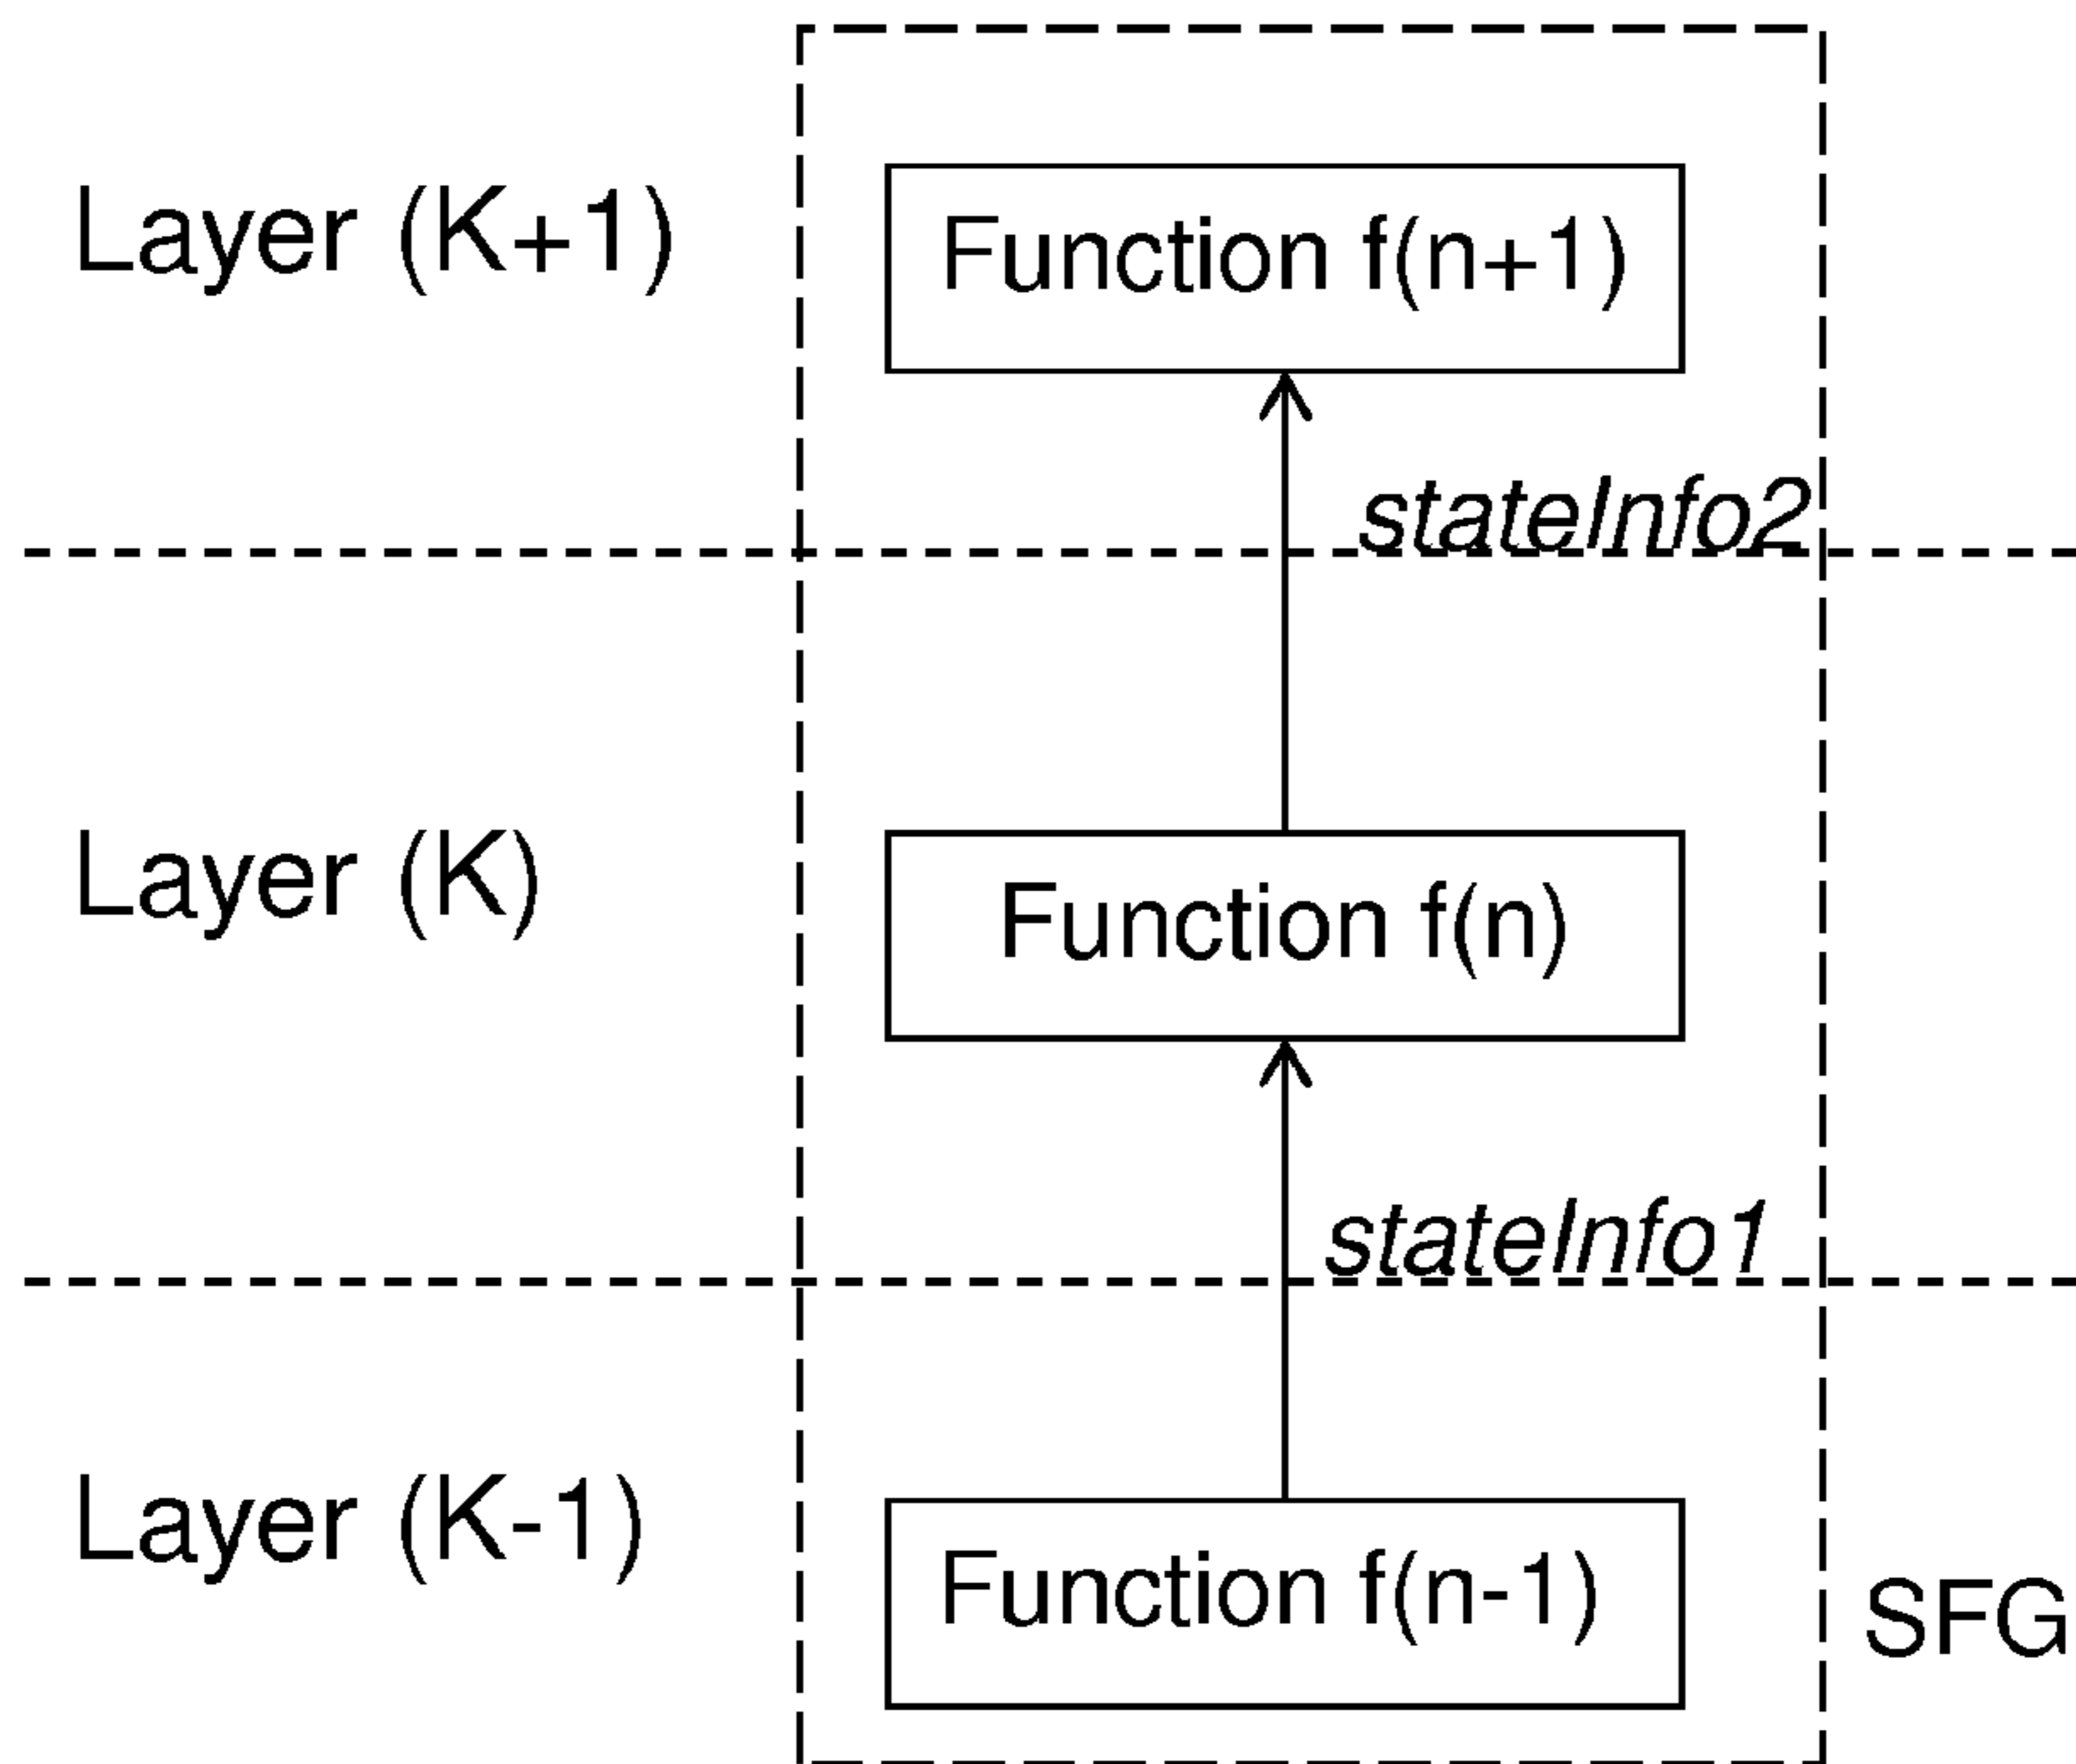 Layer (K+1)
Function f(n+1)
stateInfo2
Layer (K)
Function f(n)
stateInfo1
Layer (K-1)
Function f(n-1)
SFG